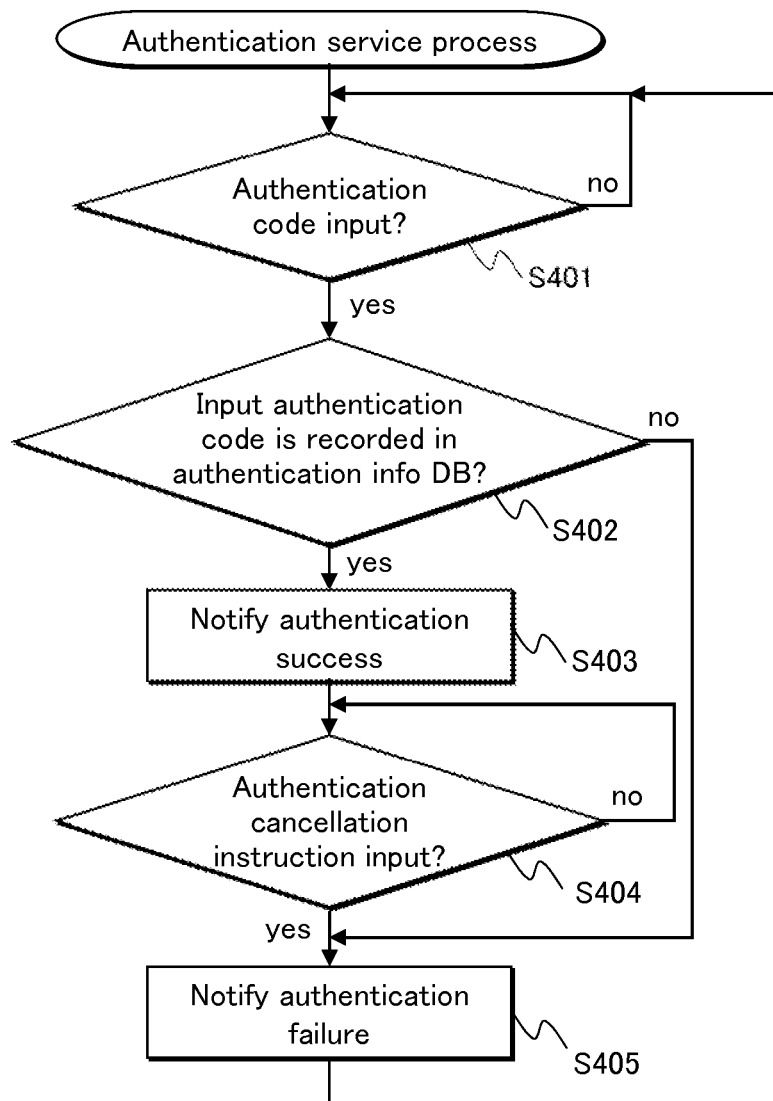 Authentication service process
Authentication
code input?
no
S401
yes
Input authentication
code is recorded in
authentication info DB?
no
S402
yes
Notify authentication
success
S403
Authentication
cancellation
instruction input?
no
S404
yes
Notify authentication
failure
S405